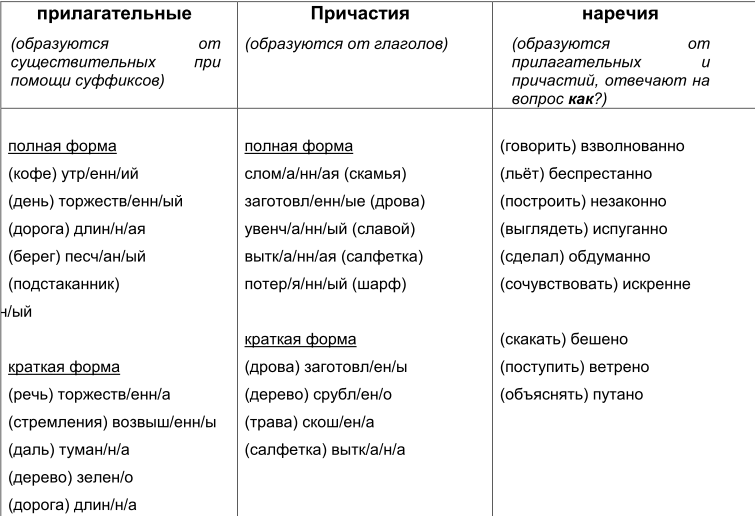 прилагательные
(образуются от
существительных при
помощи суффиксов)
полная форма
(кофе) утр/енн/ий
(день) торжеств/енн/ый
(дорога) длин/н/ая
(берег) песч/ан/ый
(подстаканник)
н/ый
краткая форма
(речь) торжеств/енн/а
(стремления) возвыш/енн/ы
(даль) туман/н/а
(дерево) зелен/о
(дорога) длин/н/а
Причастия
(образуются от глаголов)
полная форма
слом/а/нн/ая (скамья)
заготовл/енн/ые (дрова)
увенч/а/нн/ый (славой)
вытк/а/нн/ая (салфетка)
потер/я/нн/ый (шарф)
краткая форма
(дрова) заготовл/ен/ы
(дерево) срубл/ен/о
(трава) скош/ен/а
(салфетка) вытк/а/н/а
наречия
(образуются от
прилагательных и
причастий, отвечают на
вопрос как?)
(говорить) взволнованно
(льёт) беспрестанно
(построить) незаконно
(выглядеть) испуганно
(сделал) обдуманно
(сочувствовать) искренне
(скакать) бешено
(поступить) ветрено
(объяснять) путано